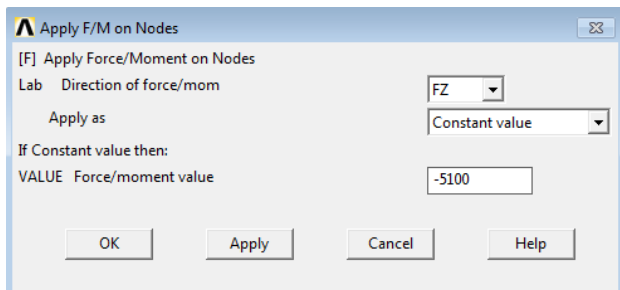 Apply F/M on Nodes
[F] Apply Force/Moment on Nodes
Lab Direction of force/mom FZ
Apply as Constant value
If Constant value then:
VALUE Force/moment value -5100
OK Apply Cancel Help